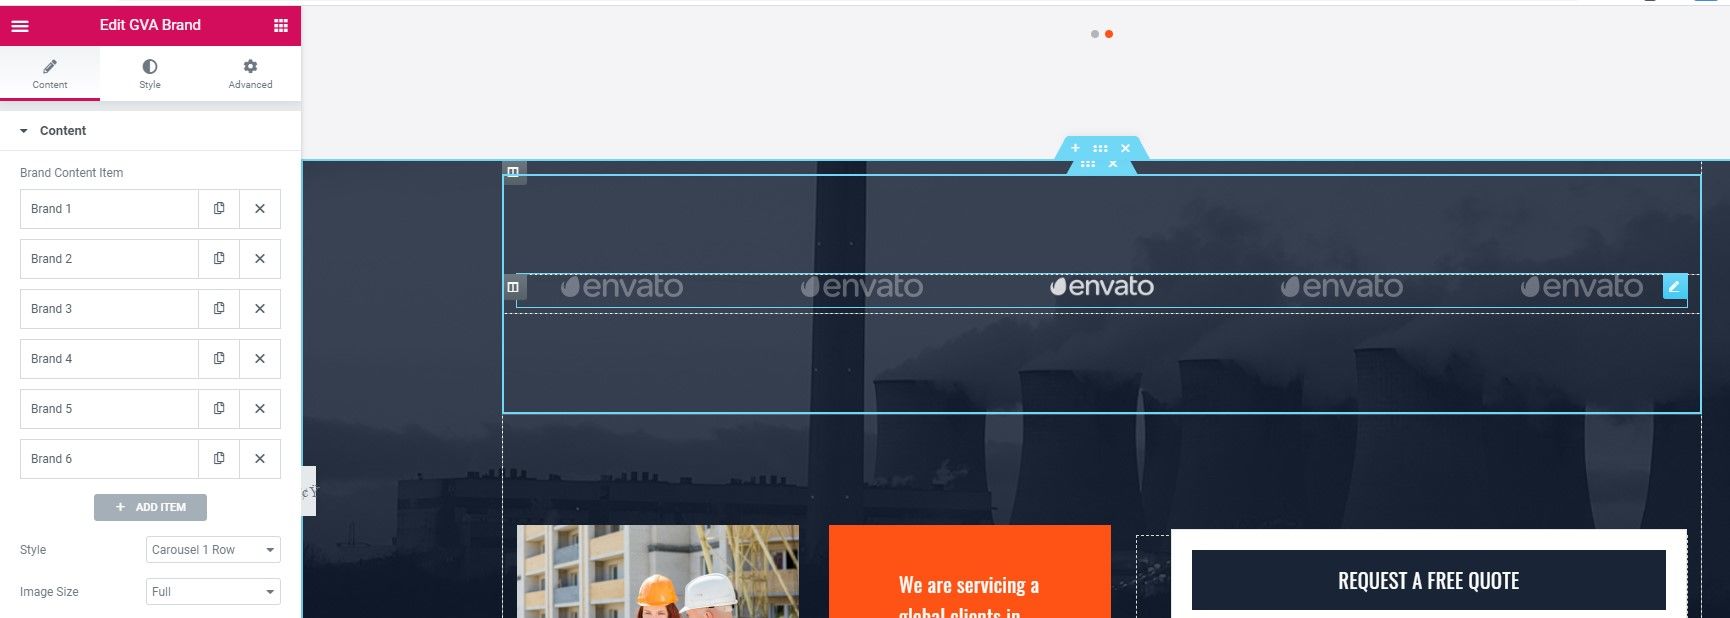 Edit GVA Brand
Content
Style
Advanced
Content
Brand Content Item
Brand 1
Brand 2
Brand 3
Brand 4
Brand 5
Brand 6
ADD ITEM
Style
Carousel 1 Row
Image Size
Full
envato
envato
envato
envato
envato
We are servicing a
global clients in
REQUEST A FREE QUOTE